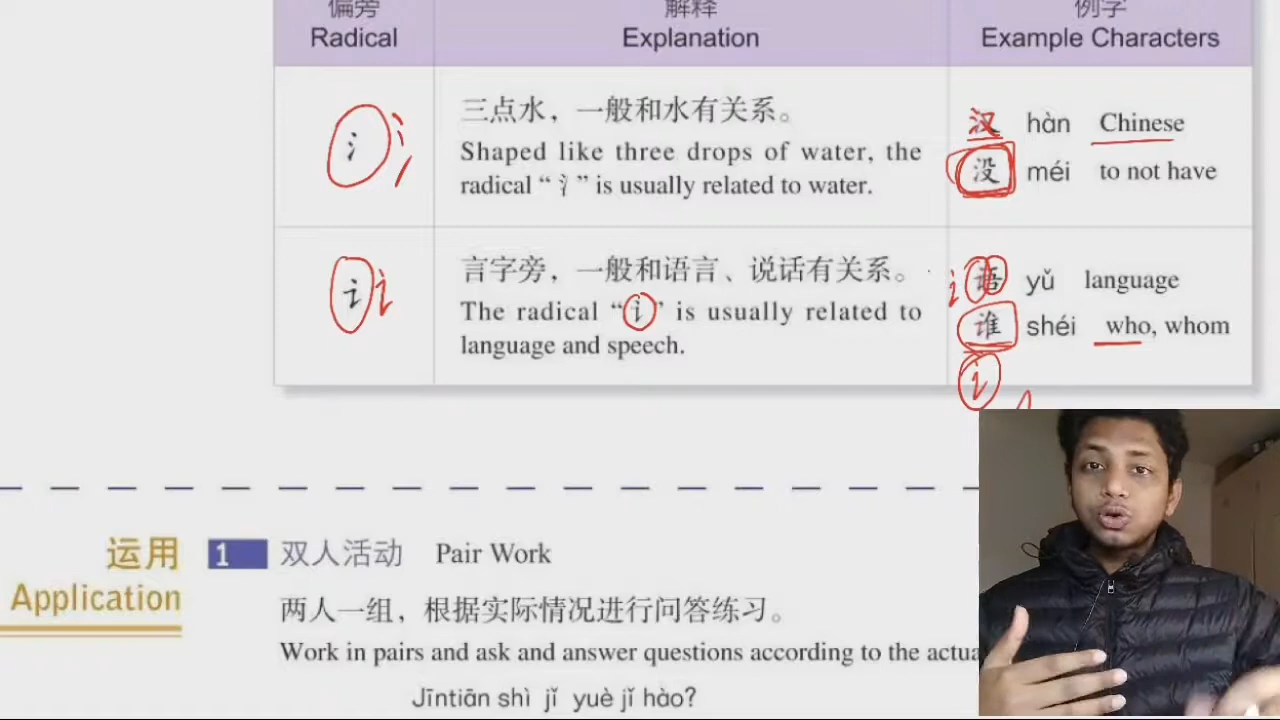 偏旁 解释 例字
Radical Explanation Example Characters
氵 三点水，一般和水有关系。 汉 hàn Chinese
Shaped like three drops of water, the
没 méi to not have
radical “氵” is usually related to water.
讠 言字旁，一般和语言、说话有关系。 语 yǔ language
The radical “讠” is usually related to
谁 shéi who, whom
language and speech.
运用 1 双人活动 Pair Work
Application
两人一组，根据实际情况进行问答练习。
Work in pairs and ask and answer questions according to the
Jīntiān shì jǐ yuè jǐ hào?